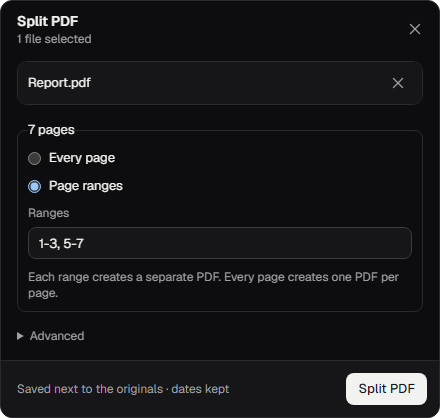 Split PDF
1 file selected
Report.pdf
7 pages
Every page
Page ranges
Ranges
1-3, 5-7
Each range creates a separate PDF. Every page creates one PDF per
page.
Advanced
Saved next to the originals · dates kept
Split PDF